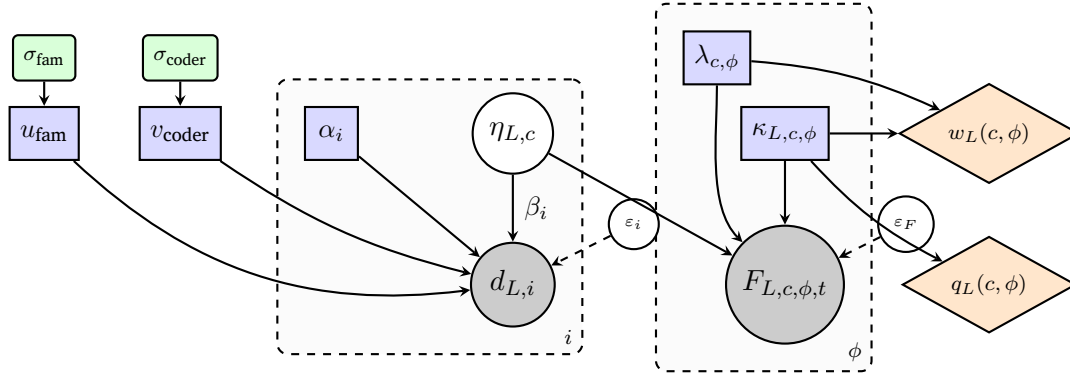 σ_fam
σ_coder
u_fam
v_coder
α_i
η_{L,c}
β_i
ε_i
d_{L,i}
i
λ_{c,ϕ}
κ_{L,c,ϕ}
F_{L,c,ϕ,t}
ε_F
ϕ
w_L(c, ϕ)
q_L(c, ϕ)